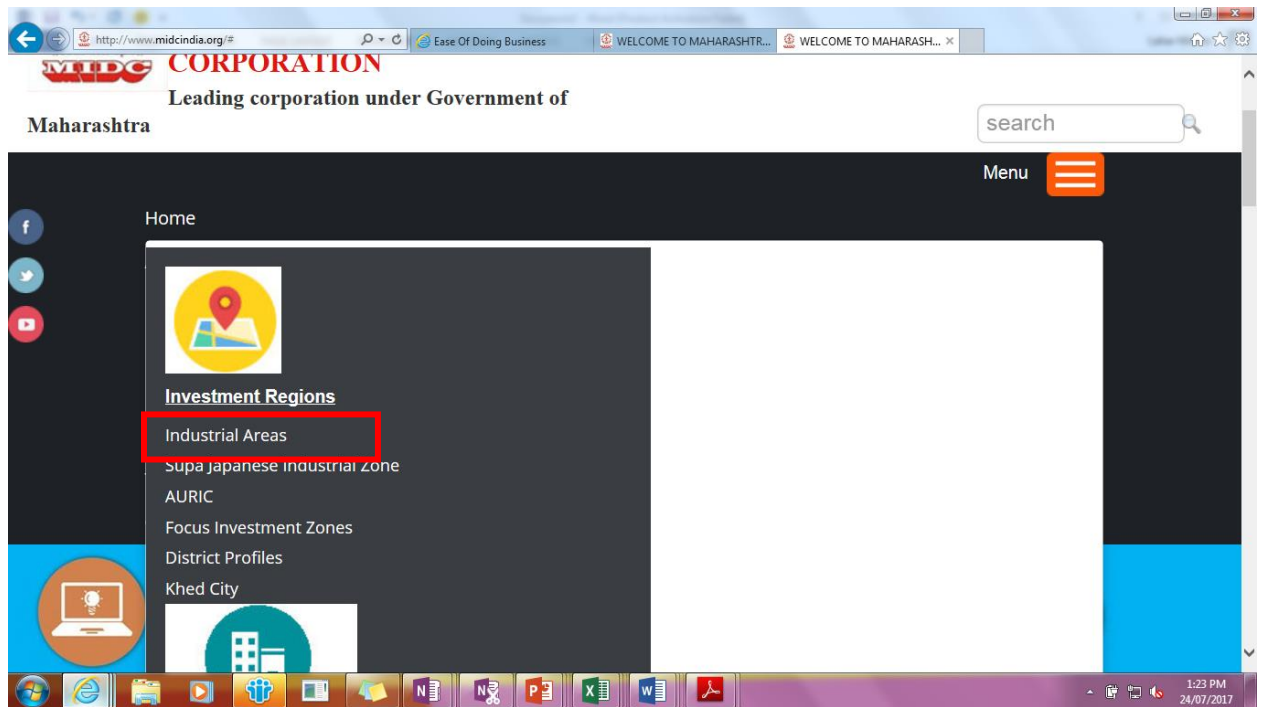 http://www.midcindia.org/#
Ease Of Doing Business
WELCOME TO MAHARASHTR...
WELCOME TO MAHARASH...
MIDC
CORPORATION
Leading corporation under Government of
Maharashtra
search
Menu
Home
Investment Regions
Industrial Areas
Supa Japanese Industrial Zone
AURIC
Focus Investment Zones
District Profiles
Khed City
1:23 PM
24/07/2017